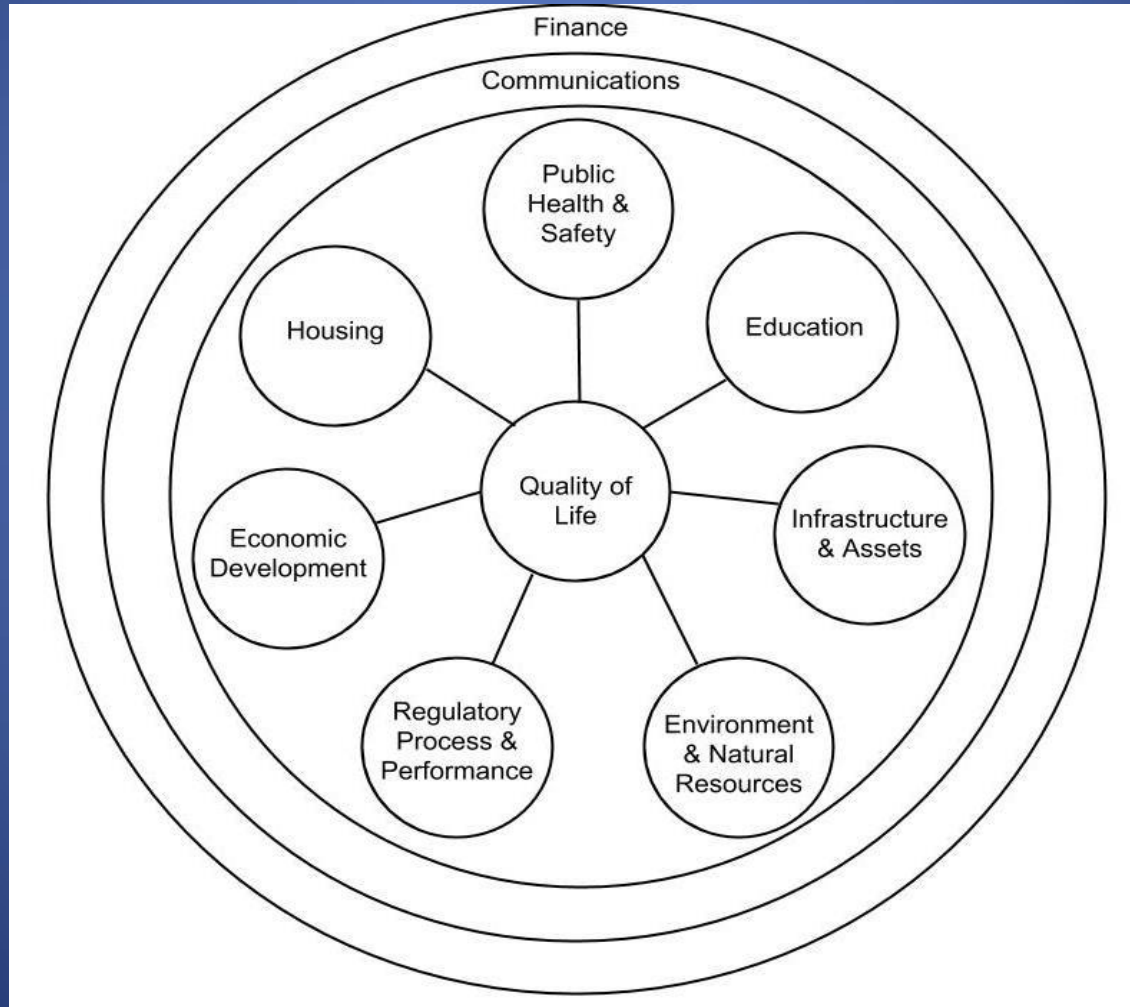 Finance
Communications
Public
Health &
Safety
Housing
Education
Quality of
Life
Infrastructure
& Assets
Economic
Development
Regulatory
Process &
Performance
Environment
& Natural
Resources